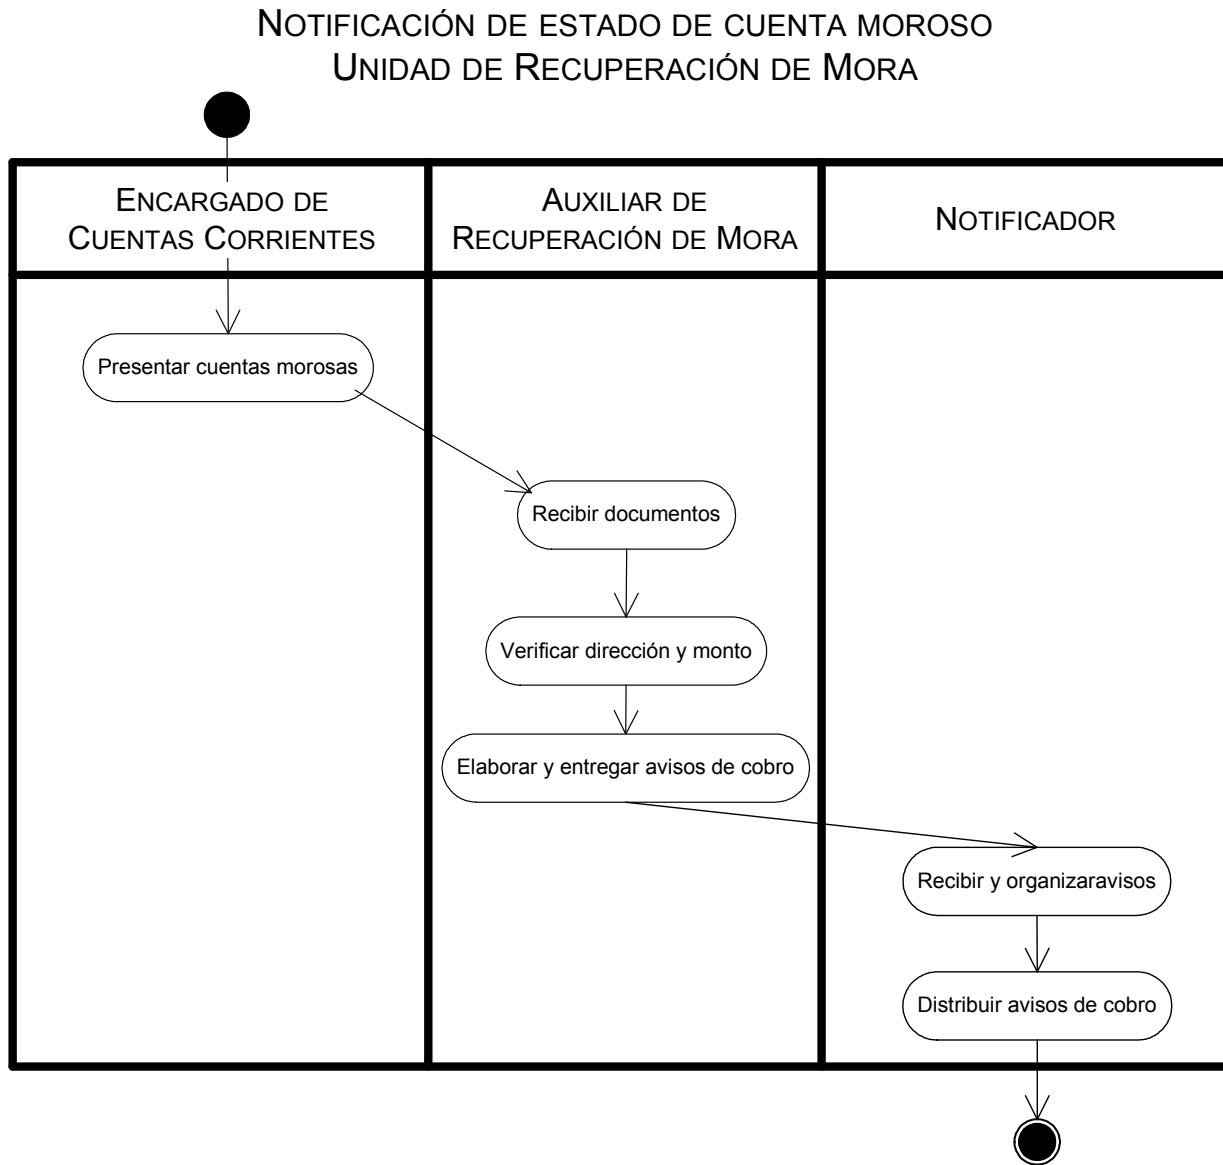 NOTIFICACIÓN DE ESTADO DE CUENTA MOROSO
UNIDAD DE RECUPERACIÓN DE MORA
ENCARGADO DE
CUENTAS CORRIENTES
AUXILIAR DE
RECUPERACIÓN DE MORA
NOTIFICADOR
Presentar cuentas morosas
Recibir documentos
Verificar dirección y monto
Elaborar y entregar avisos de cobro
Recibir y organizaravisos
Distribuir avisos de cobro